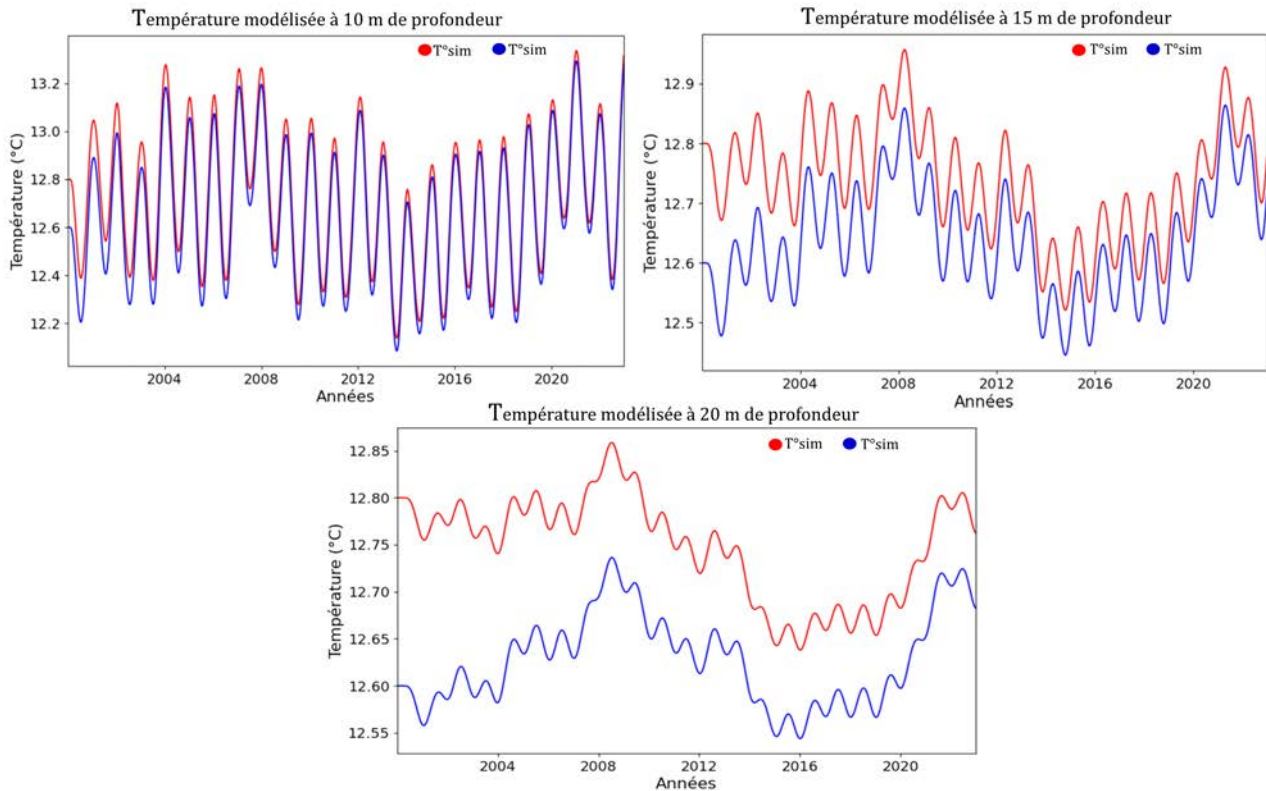 Température modélisée à 10 m de profondeur
T°sim T°sim
13.2
13.0
12.8
12.6
12.4
12.2
Température (°C)
2004 2008 2012 2016 2020
Années
Température modélisée à 15 m de profondeur
T°sim T°sim
12.9
12.8
12.7
12.6
12.5
Température (°C)
2004 2008 2012 2016 2020
Années
Température modélisée à 20 m de profondeur
T°sim T°sim
12.85
12.80
12.75
12.70
12.65
12.60
12.55
Température (°C)
2004 2008 2012 2016 2020
Années